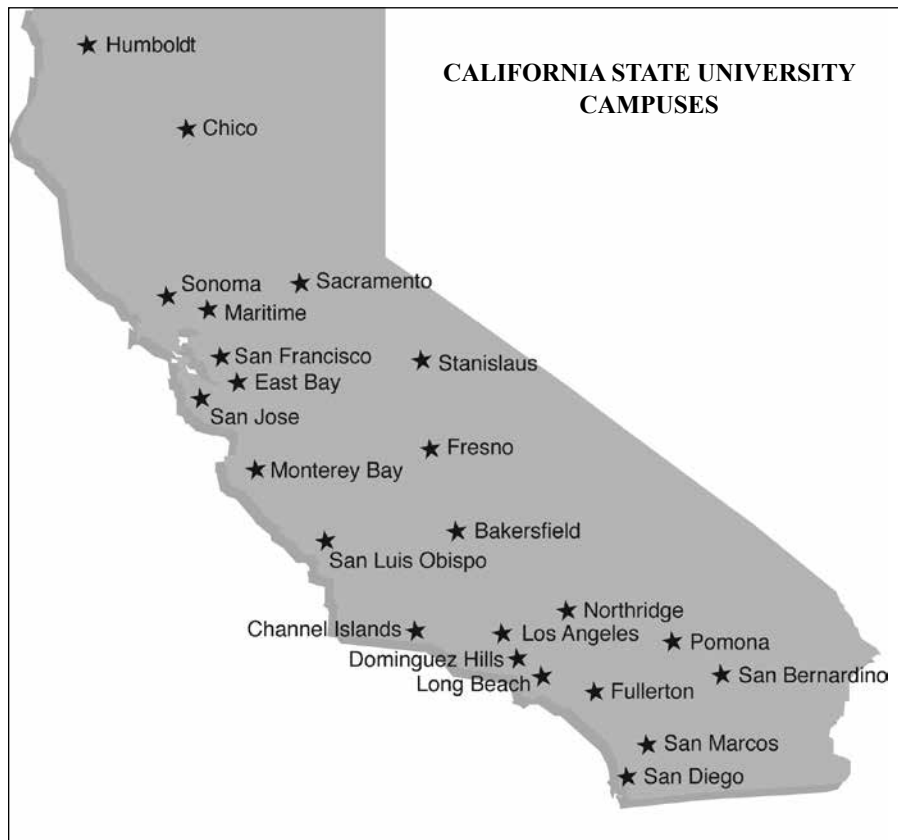 CALIFORNIA STATE UNIVERSITY
CAMPUSES
Humboldt
Chico
Sonoma
Sacramento
Maritime
San Francisco
Stanislaus
East Bay
San Jose
Fresno
Monterey Bay
Bakersfield
San Luis Obispo
Northridge
Channel Islands
Los Angeles
Pomona
Dominguez Hills
Long Beach
San Bernardino
Fullerton
San Marcos
San Diego